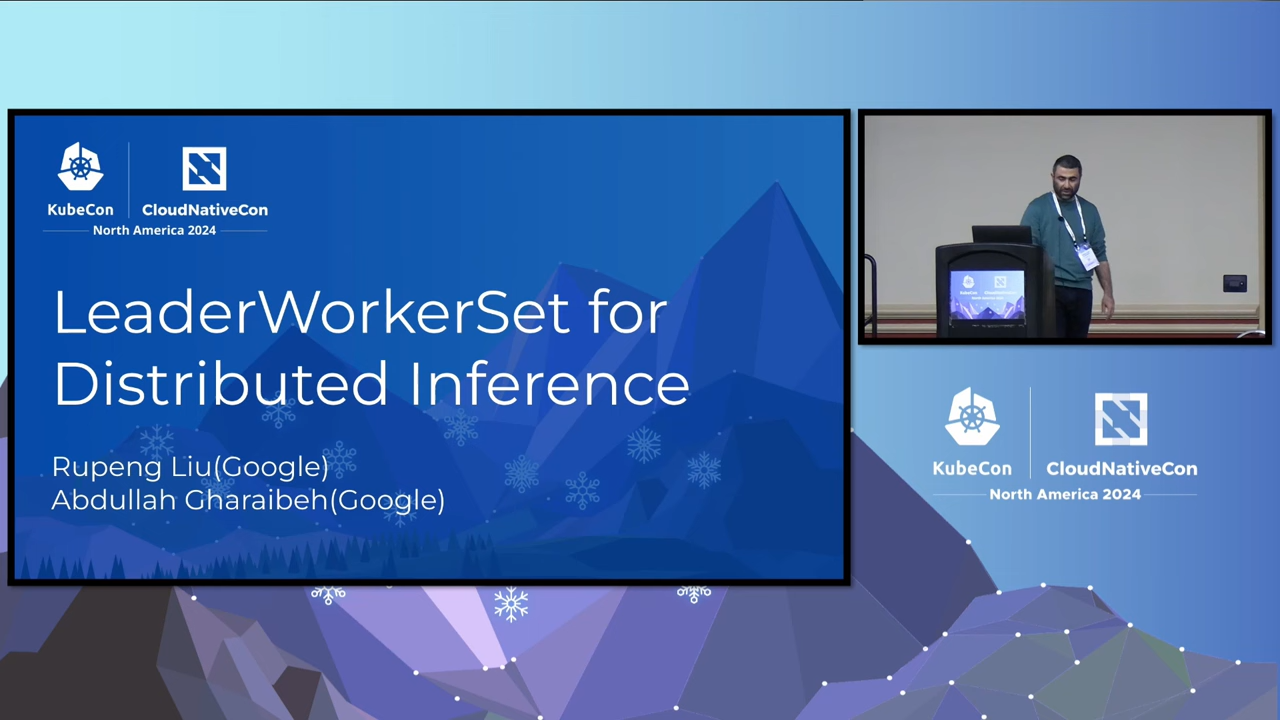 KubeCon
CloudNativeCon
North America 2024
LeaderWorkerSet for
Distributed Inference
Rupeng Liu(Google)
Abdullah Gharaibeh(Google)
KubeCon
CloudNativeCon
North America 2024